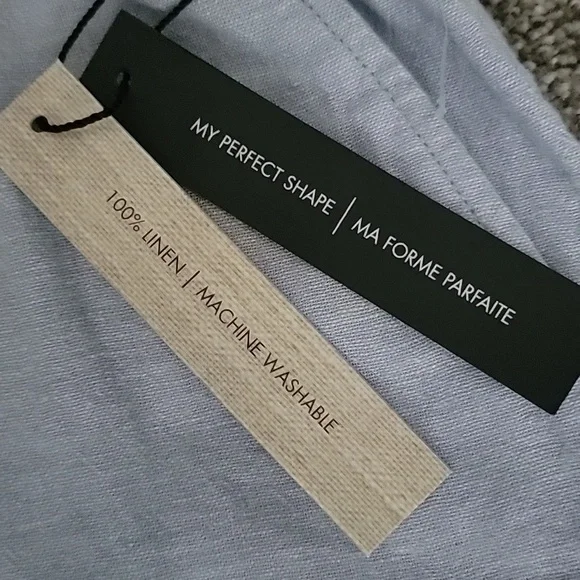 MY PERFECT SHAPE | MA FORME PARFAITE
100% LINEN | MACHINE WASHABLE